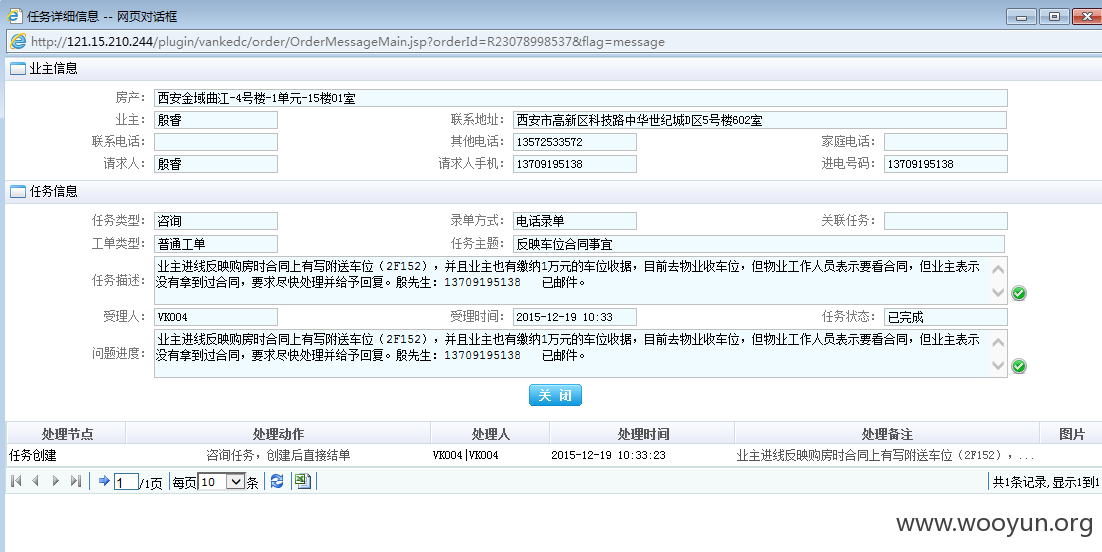 任务详细信息 -- 网页对话框
http://121.15.210.244/plugin/vankedc/order/OrderMessageMain.jsp?orderId=R23078998537&flag=message
业主信息
房产: 西安金域曲江-4号楼-1单元-15楼01室
业主: 殷睿 联系地址: 西安市高新区科技路中华世纪城D区5号楼602室
联系电话: 其他电话: 13572533572 家庭电话:
请求人: 殷睿 请求人手机: 13709195138 进电号码: 13709195138
任务信息
任务类型: 咨询 录单方式: 电话录单 关联任务:
工单类型: 普通工单 任务主题: 反映车位合同事宜
任务描述: 业主进线反映购房时合同上有写附送车位（2F152），并且业主也有缴纳1万元的车位收据，目前去物业收车位，但物业工作人员表示要看合同，但业主表示
没有拿到过合同，要求尽快处理并给予回复。殷先生：13709195138 已邮件。
受理人: VK004 受理时间: 2015-12-19 10:33 任务状态: 已完成
问题进度: 业主进线反映购房时合同上有写附送车位（2F152），并且业主也有缴纳1万元的车位收据，目前去物业收车位，但物业工作人员表示要看合同，但业主表示
没有拿到过合同，要求尽快处理并给予回复。殷先生：13709195138 已邮件。
关 闭
处理节点 处理动作 处理人 处理时间 处理备注 图片
任务创建 咨询任务，创建后直接结单 VK004|VK004 2015-12-19 10:33:23 业主进线反映购房时合同上有写附送车位（2F152），...
1 /1页 每页 10 条 共1条记录,显示1到1
www.wooyun.org